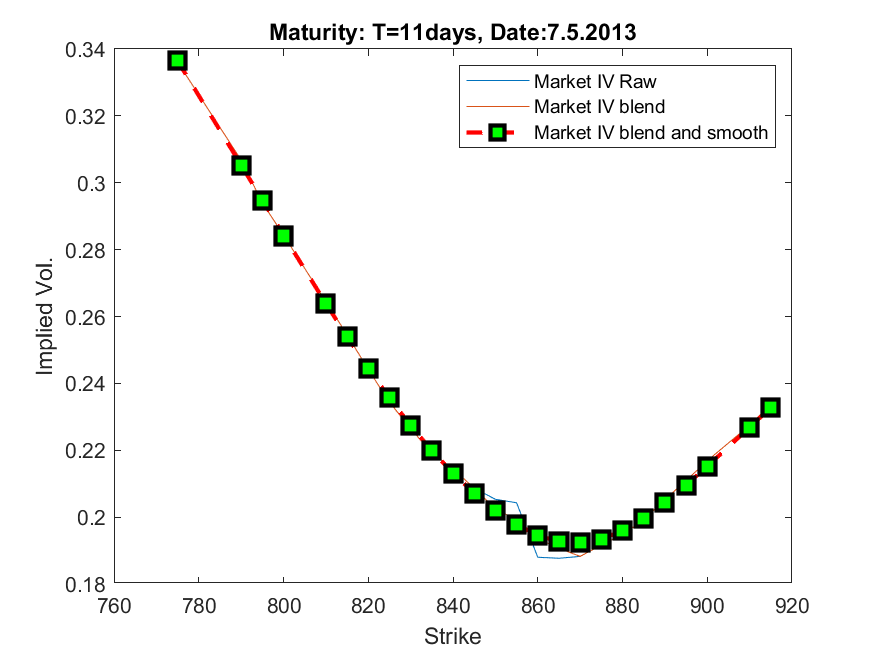 Maturity: T=11days, Date:7.5.2013
0.34
0.32
0.3
0.28
0.26
0.24
0.22
0.2
0.18
Implied Vol.
Market IV Raw
Market IV blend
Market IV blend and smooth
760 780 800 820 840 860 880 900 920
Strike